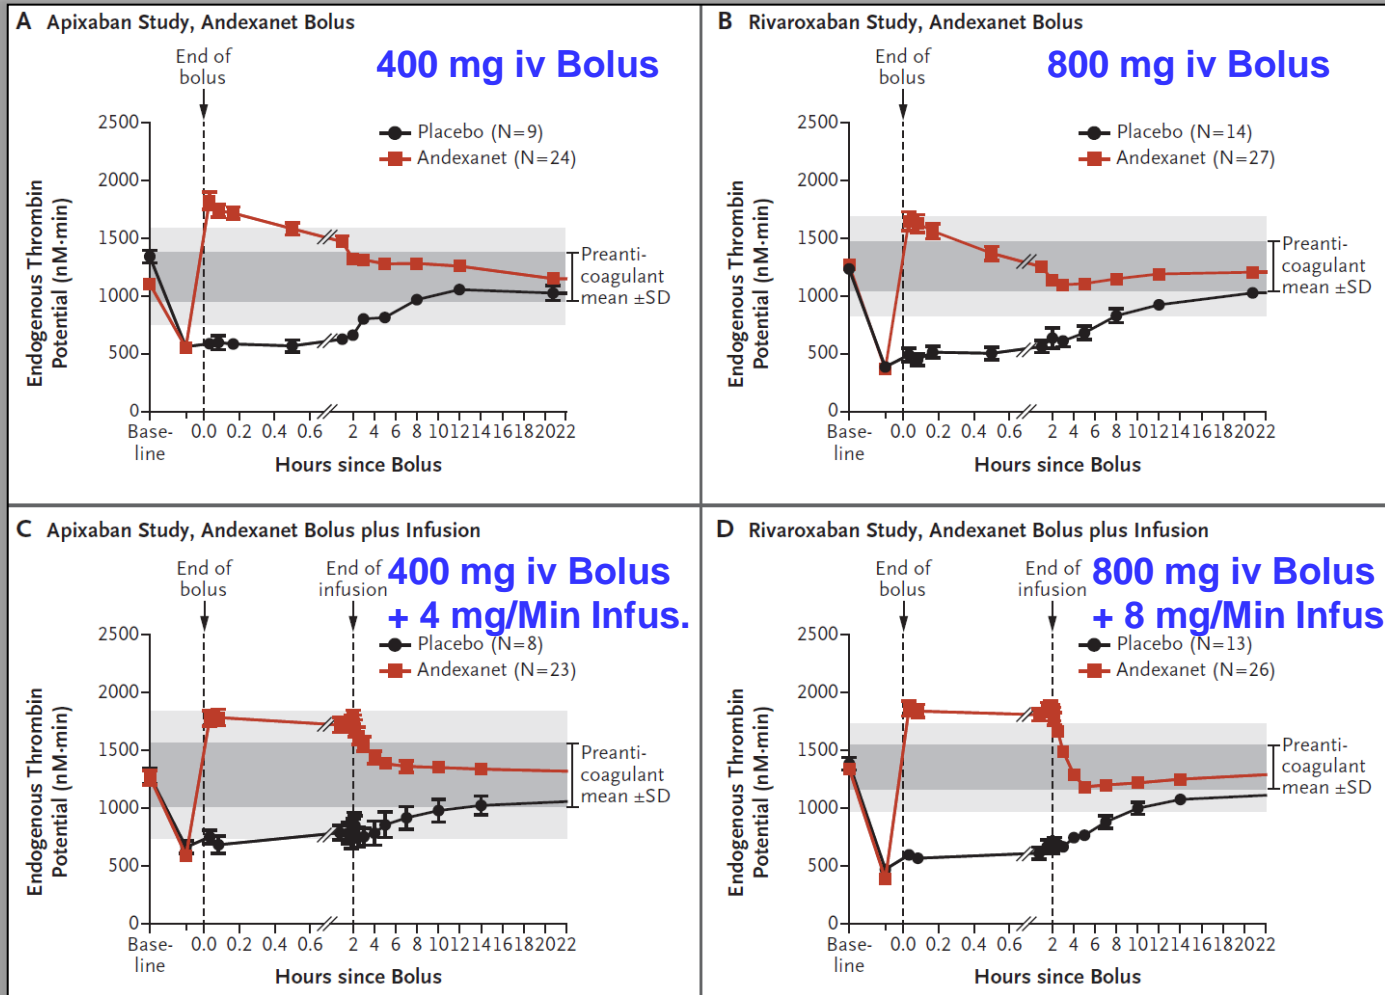 A Apixaban Study, Andexanet Bolus
400 mg iv Bolus
End of
bolus
Placebo (N=9)
Andexanet (N=24)
Endogenous Thrombin
Potential (nM·min)
2500
2000
1500
1000
500
0
Preanti-
coagulant
mean ±SD
Base-
line
0.0 0.2 0.4 0.6 2 4 6 8 10 12 14 16 18 20 22
Hours since Bolus
B Rivaroxaban Study, Andexanet Bolus
800 mg iv Bolus
End of
bolus
Placebo (N=14)
Andexanet (N=27)
Endogenous Thrombin
Potential (nM·min)
2500
2000
1500
1000
500
0
Preanti-
coagulant
mean ±SD
Base-
line
0.0 0.2 0.4 0.6 2 4 6 8 10 12 14 16 18 20 22
Hours since Bolus
C Apixaban Study, Andexanet Bolus plus Infusion
400 mg iv Bolus
+ 4 mg/Min Infus.
End of
bolus
End of
infusion
Placebo (N=8)
Andexanet (N=23)
Endogenous Thrombin
Potential (nM·min)
2500
2000
1500
1000
500
0
Preanti-
coagulant
mean ±SD
Base-
line
0.0 0.2 0.4 0.6 2 4 6 8 10 12 14 16 18 20 22
Hours since Bolus
D Rivaroxaban Study, Andexanet Bolus plus Infusion
800 mg iv Bolus
+ 8 mg/Min Infus
End of
bolus
End of
infusion
Placebo (N=13)
Andexanet (N=26)
Endogenous Thrombin
Potential (nM·min)
2500
2000
1500
1000
500
0
Preanti-
coagulant
mean ±SD
Base-
line
0.0 0.2 0.4 0.6 2 4 6 8 10 12 14 16 18 20 22
Hours since Bolus